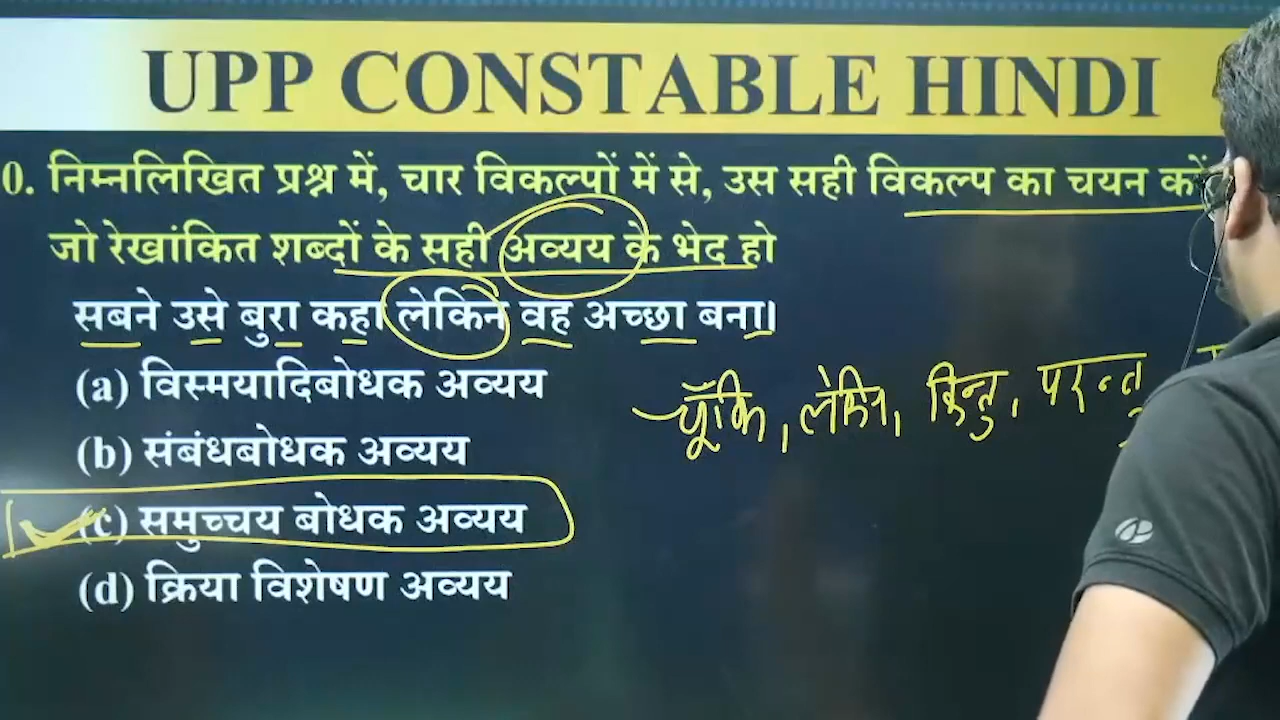 UPP CONSTABLE HINDI
0. निम्नलिखित प्रश्न में, चार विकल्पों में से, उस सही विकल्प का चयन करें
जो रेखांकित शब्दों के सही अव्यय के भेद हो
सबने उसे बुरा कहा लेकिन वह अच्छा बना।
(a) विस्मयादिबोधक अव्यय
चूँकि, लेकिन, किन्तु, परन्तु
(b) संबंधबोधक अव्यय
(c) समुच्चय बोधक अव्यय
(d) क्रिया विशेषण अव्यय